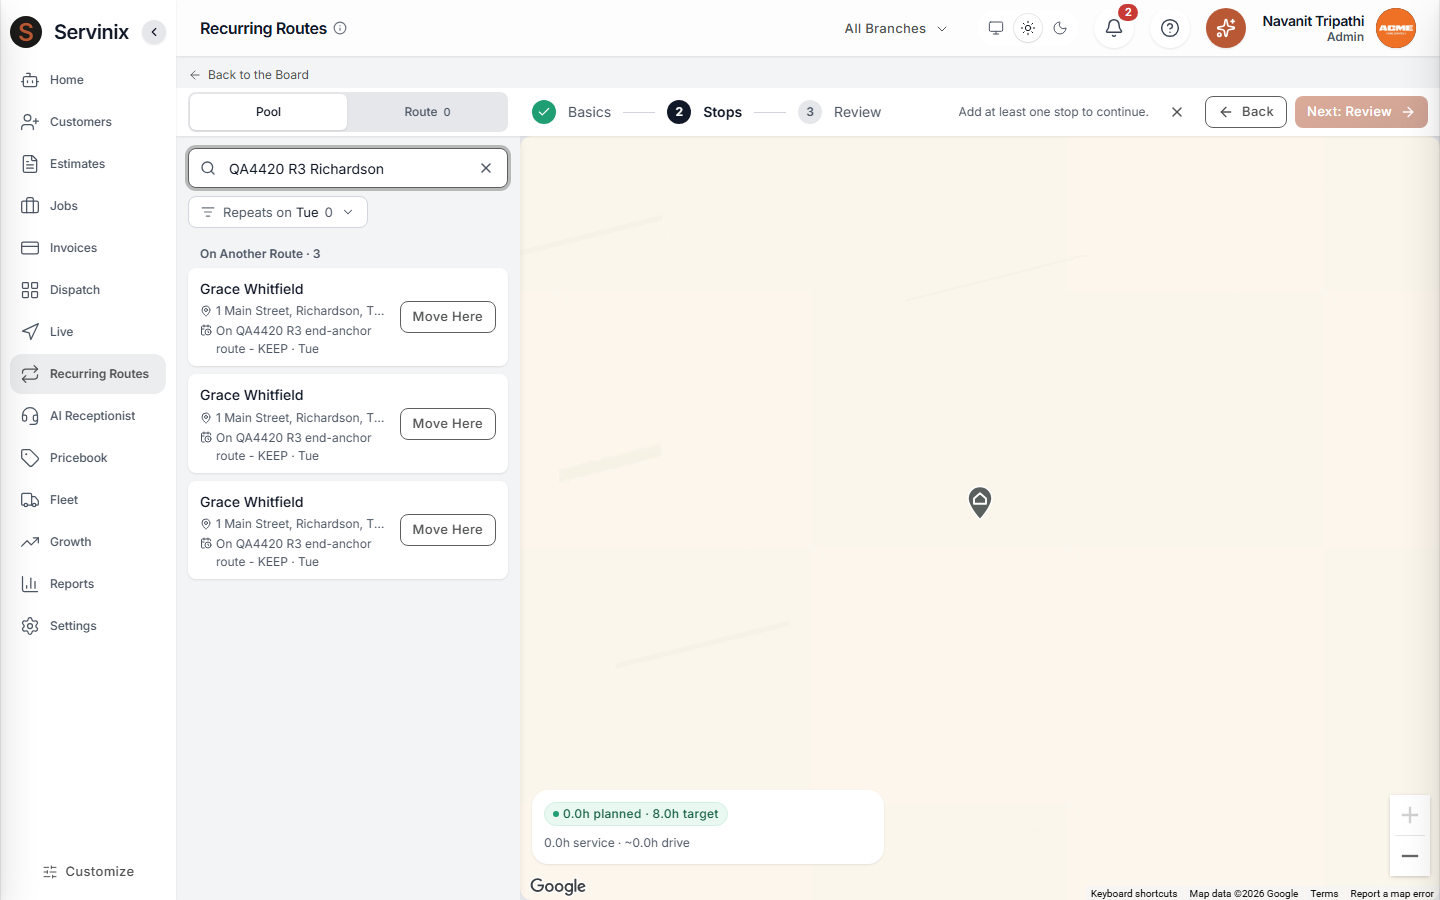 S Servinix
Home
Customers
Estimates
Jobs
Invoices
Dispatch
Live
Recurring Routes
AI Receptionist
Pricebook
Fleet
Growth
Reports
Settings
Customize
Recurring Routes
All Branches
2
Navanit Tripathi
Admin
ACME
Back to the Board
Pool
Route 0
Basics
2 Stops
3 Review
Add at least one stop to continue.
Back
Next: Review
QA4420 R3 Richardson
Repeats on Tue 0
On Another Route · 3
Grace Whitfield
1 Main Street, Richardson, T...
On QA4420 R3 end-anchor
route - KEEP · Tue
Move Here
Grace Whitfield
1 Main Street, Richardson, T...
On QA4420 R3 end-anchor
route - KEEP · Tue
Move Here
Grace Whitfield
1 Main Street, Richardson, T...
On QA4420 R3 end-anchor
route - KEEP · Tue
Move Here
0.0h planned · 8.0h target
0.0h service · ~0.0h drive
Google
Keyboard shortcuts
Map data ©2026 Google
Terms
Report a map error